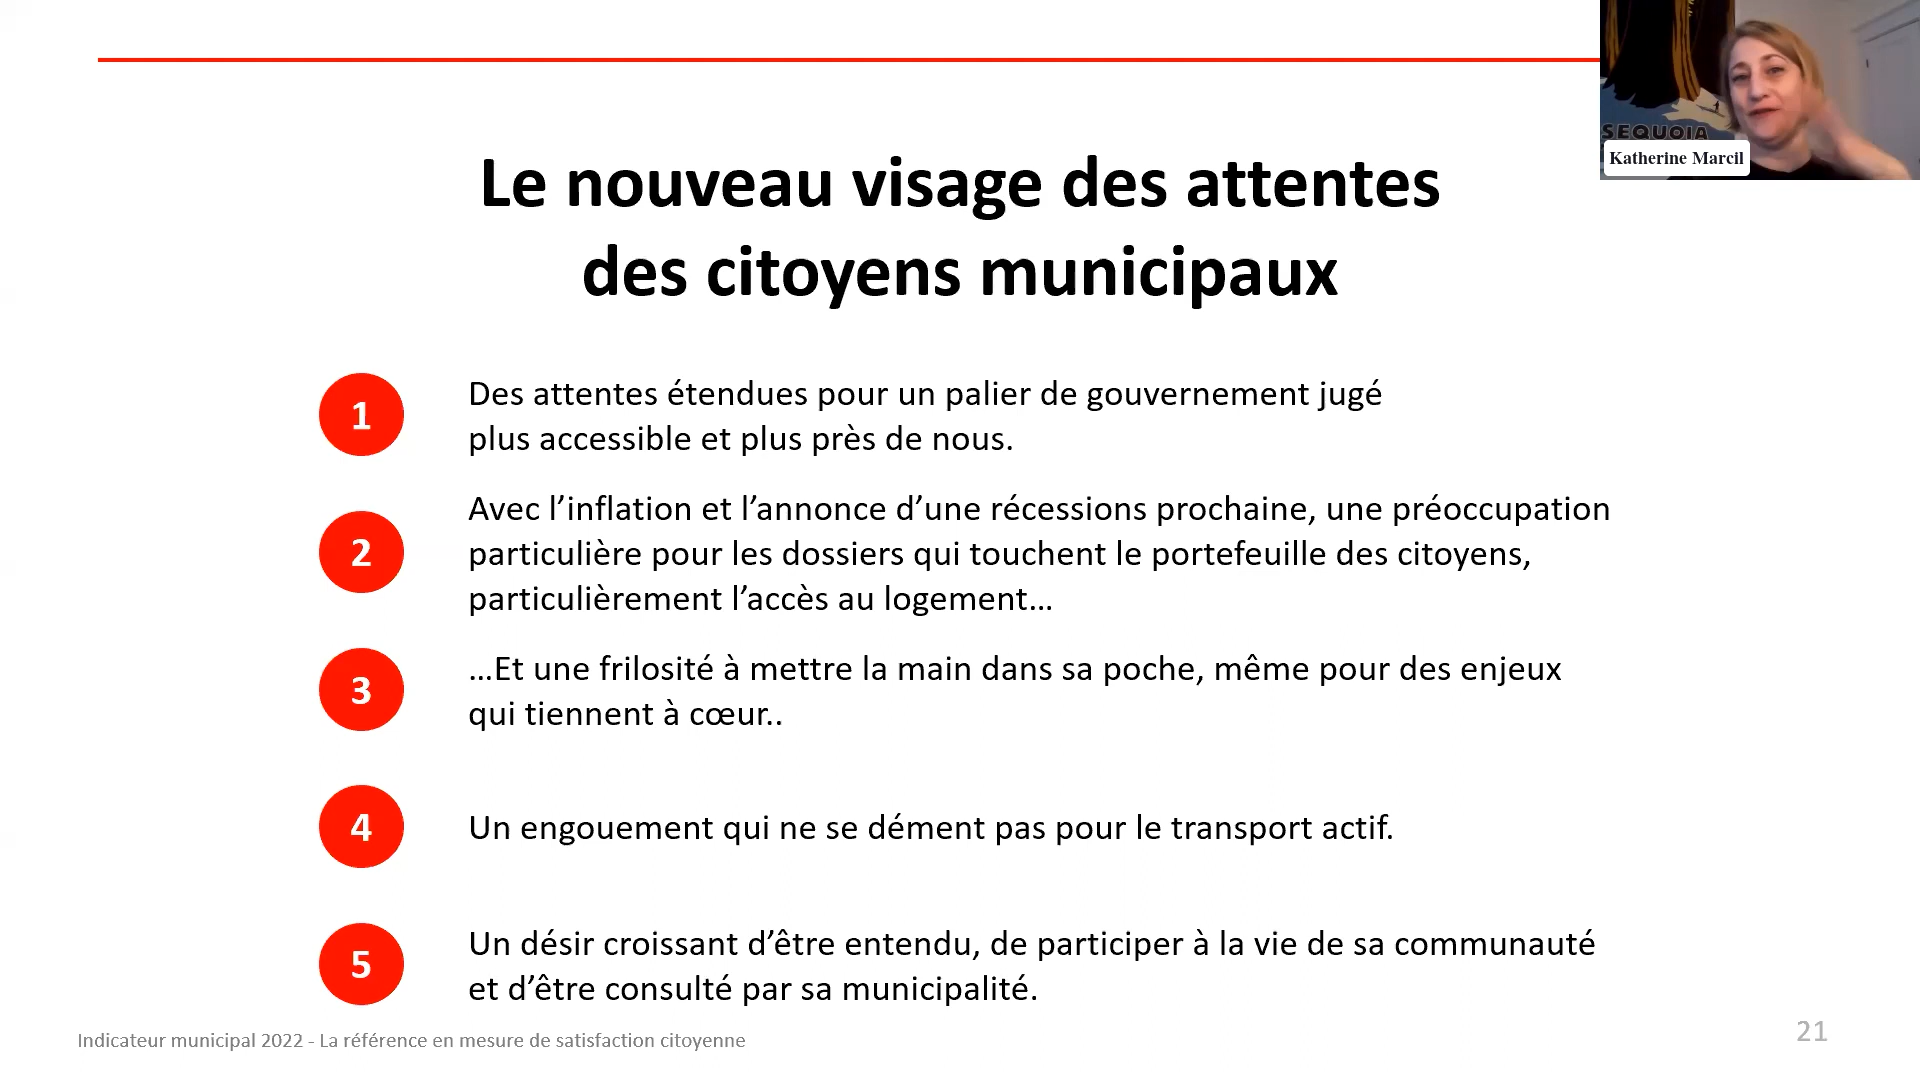 SEQUOIA
Katherine Marcil
Le nouveau visage des attentes
des citoyens municipaux
1
Des attentes étendues pour un palier de gouvernement jugé
plus accessible et plus près de nous.
2
Avec l’inflation et l’annonce d’une récessions prochaine, une préoccupation
particulière pour les dossiers qui touchent le portefeuille des citoyens,
particulièrement l’accès au logement…
3
…Et une frilosité à mettre la main dans sa poche, même pour des enjeux
qui tiennent à cœur..
4
Un engouement qui ne se dément pas pour le transport actif.
5
Un désir croissant d’être entendu, de participer à la vie de sa communauté
et d’être consulté par sa municipalité.
Indicateur municipal 2022 - La référence en mesure de satisfaction citoyenne
21